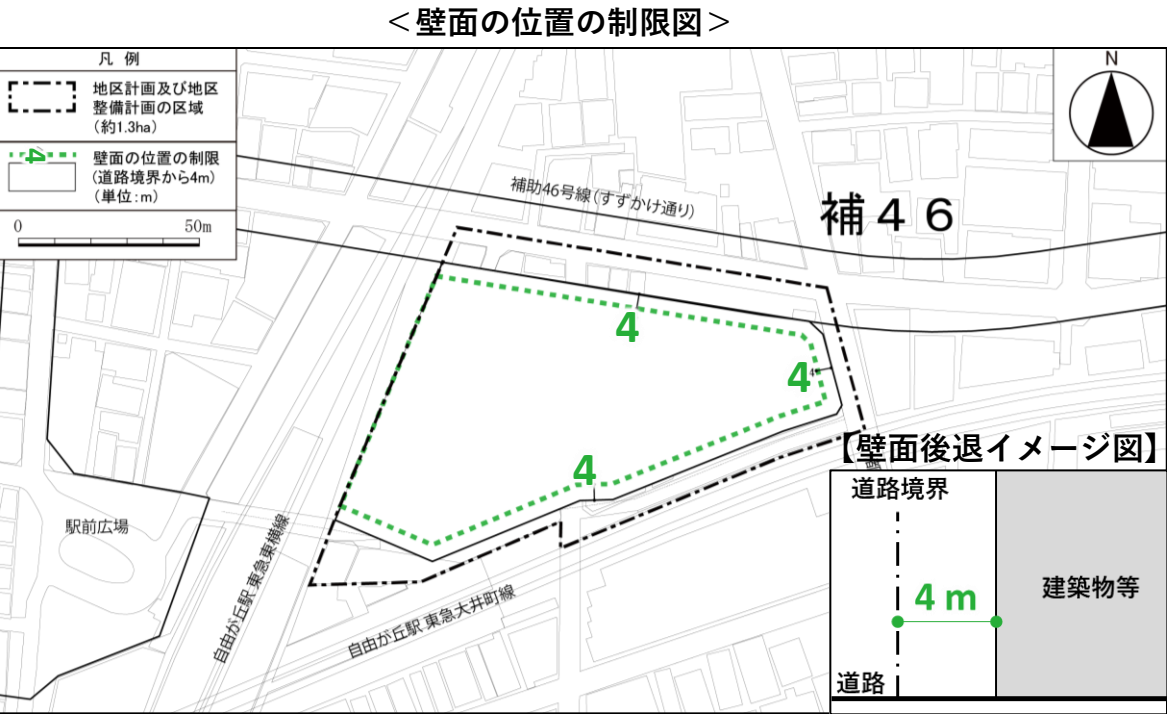 ＜壁面の位置の制限図＞
凡 例
地区計画及び地区
整備計画の区域
(約1.3ha)
4
壁面の位置の制限
(道路境界から4m)
(単位：m)
0 50m
N
補助46号線(すずかけ通り)
補４６
4
4
4
4
駅前広場
自由が丘駅 東急東横線
自由が丘駅 東急大井町線
【壁面後退イメージ図】
道路境界
4 m
建築物等
道路